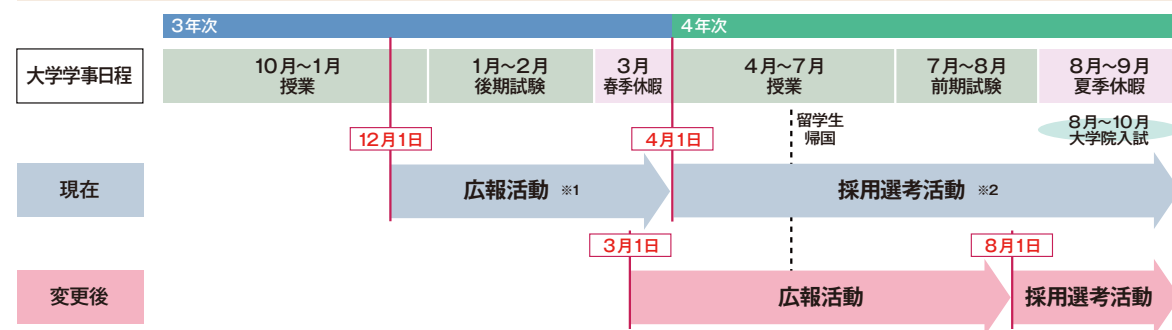 3年次
4年次
大学学事日程
10月~1月
授業
1月~2月
後期試験
3月
春季休暇
4月~7月
授業
7月~8月
前期試験
8月~9月
夏季休暇
留学生
帰国
8月~10月
大学院入試
12月1日
4月1日
現在
広報活動 ※1
採用選考活動 ※2
3月1日
8月1日
変更後
広報活動
採用選考活動